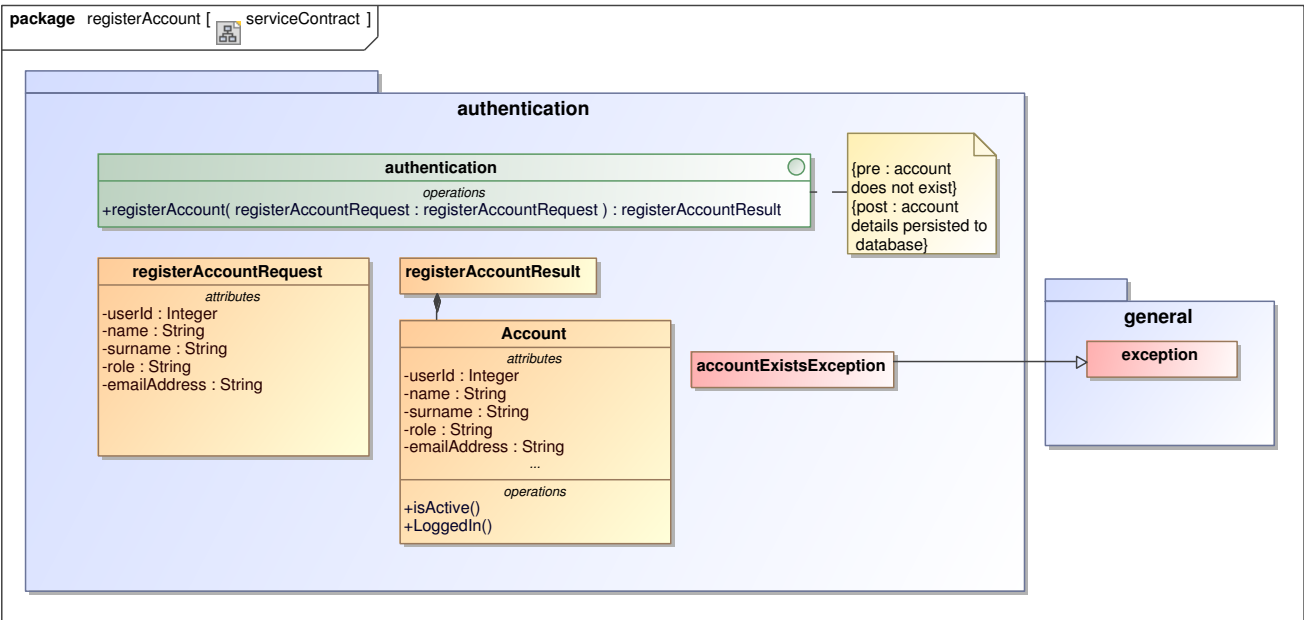 package registerAccount [ serviceContract ]
authentication
authentication
operations
+registerAccount( registerAccountRequest : registerAccountRequest ) : registerAccountResult
{pre : account
does not exist}
{post : account
details persisted to
database}
registerAccountRequest
attributes
-userId : Integer
-name : String
-surname : String
-role : String
-emailAddress : String
registerAccountResult
Account
attributes
-userId : Integer
-name : String
-surname : String
-role : String
-emailAddress : String
...
operations
+isActive()
+LoggedIn()
accountExistsException
general
exception